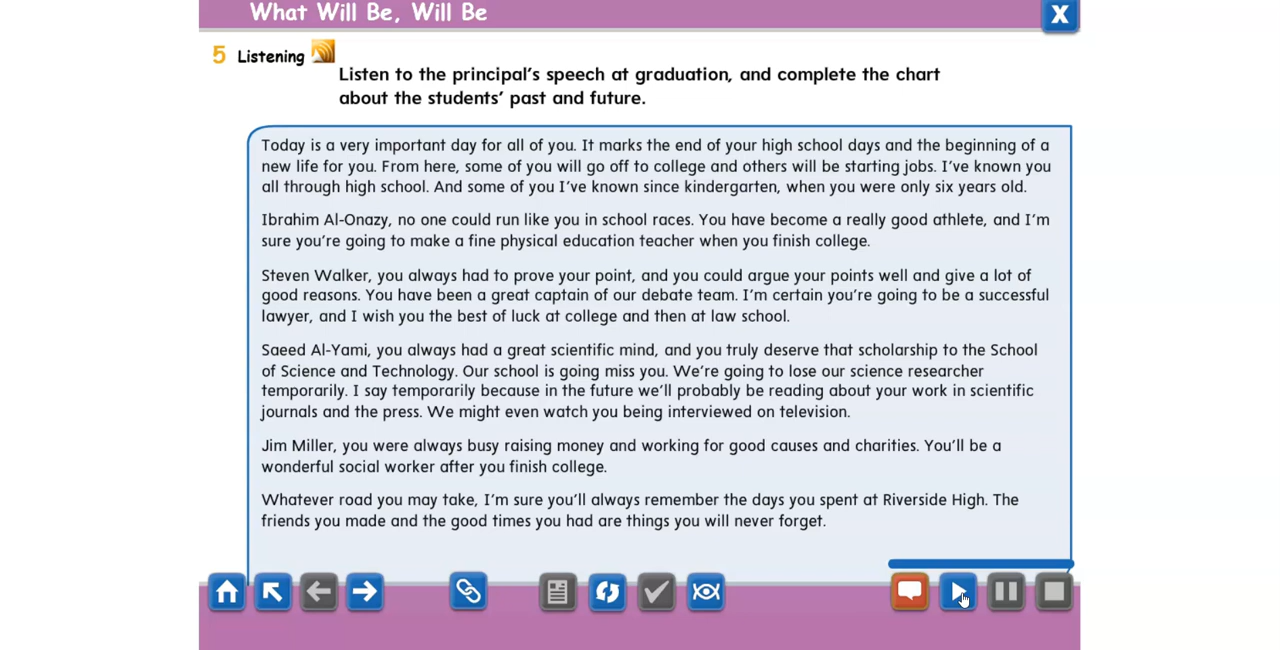 What Will Be, Will Be
X
5 Listening
Listen to the principal's speech at graduation, and complete the chart
about the students' past and future.
Today is a very important day for all of you. It marks the end of your high school days and the beginning of a
new life for you. From here, some of you will go off to college and others will be starting jobs. I've known you
all through high school. And some of you I've known since kindergarten, when you were only six years old.
Ibrahim Al-Onazy, no one could run like you in school races. You have become a really good athlete, and I'm
sure you're going to make a fine physical education teacher when you finish college.
Steven Walker, you always had to prove your point, and you could argue your points well and give a lot of
good reasons. You have been a great captain of our debate team. I'm certain you're going to be a successful
lawyer, and I wish you the best of luck at college and then at law school.
Saeed Al-Yami, you always had a great scientific mind, and you truly deserve that scholarship to the School
of Science and Technology. Our school is going miss you. We're going to lose our science researcher
temporarily. I say temporarily because in the future we'll probably be reading about your work in scientific
journals and the press. We might even watch you being interviewed on television.
Jim Miller, you were always busy raising money and working for good causes and charities. You'll be a
wonderful social worker after you finish college.
Whatever road you may take, I'm sure you'll always remember the days you spent at Riverside High. The
friends you made and the good times you had are things you will never forget.